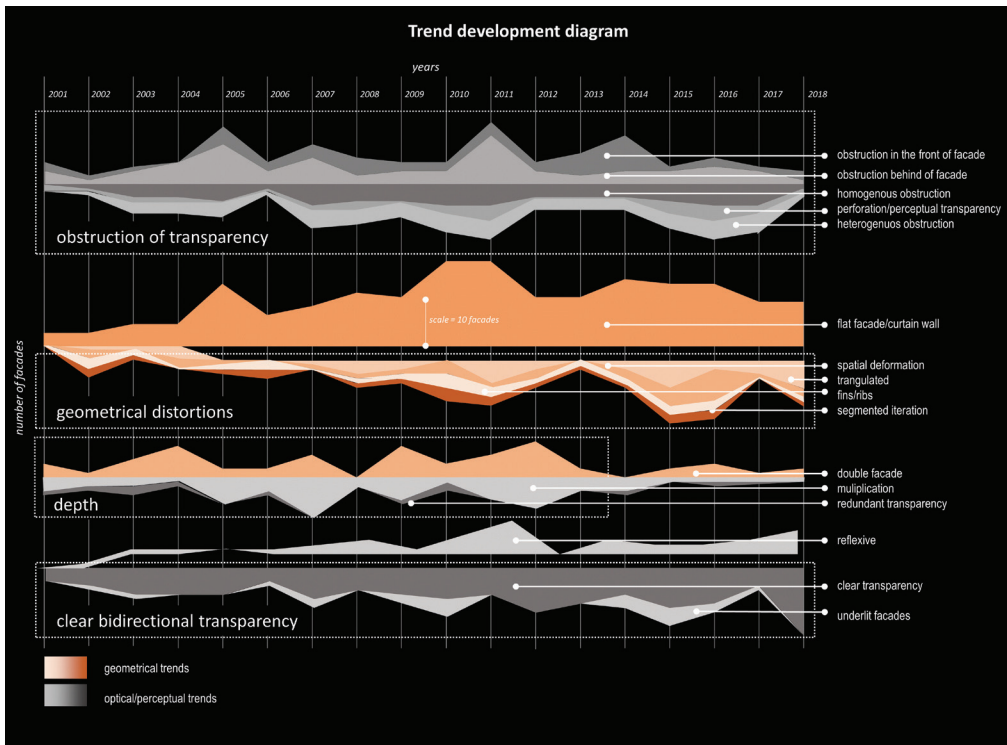 Trend development diagram
years
2001 2002 2003 2004 2005 2006 2007 2008 2009 2010 2011 2012 2013 2014 2015 2016 2017 2018
obstruction in the front of facade
obstruction behind of facade
homogenous obstruction
perforation/perceptual transparency
heterogenuos obstruction
obstruction of transparency
scale = 10 facades
flat facade/curtain wall
number of facades
spatial deformation
trangulated
fins/ribs
segmented iteration
geometrical distortions
double facade
muliplication
redundant transparency
depth
reflexive
clear transparency
underlit facades
clear bidirectional transparency
geometrical trends
optical/perceptual trends